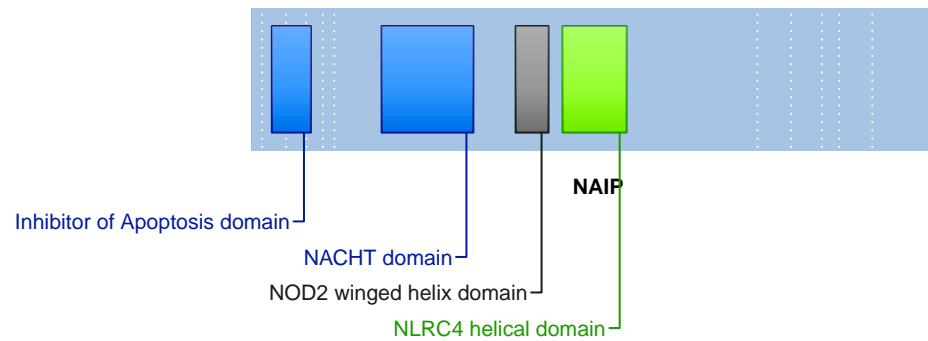 NAIP
Inhibitor of Apoptosis domain
NACHT domain
NOD2 winged helix domain
NLRC4 helical domain